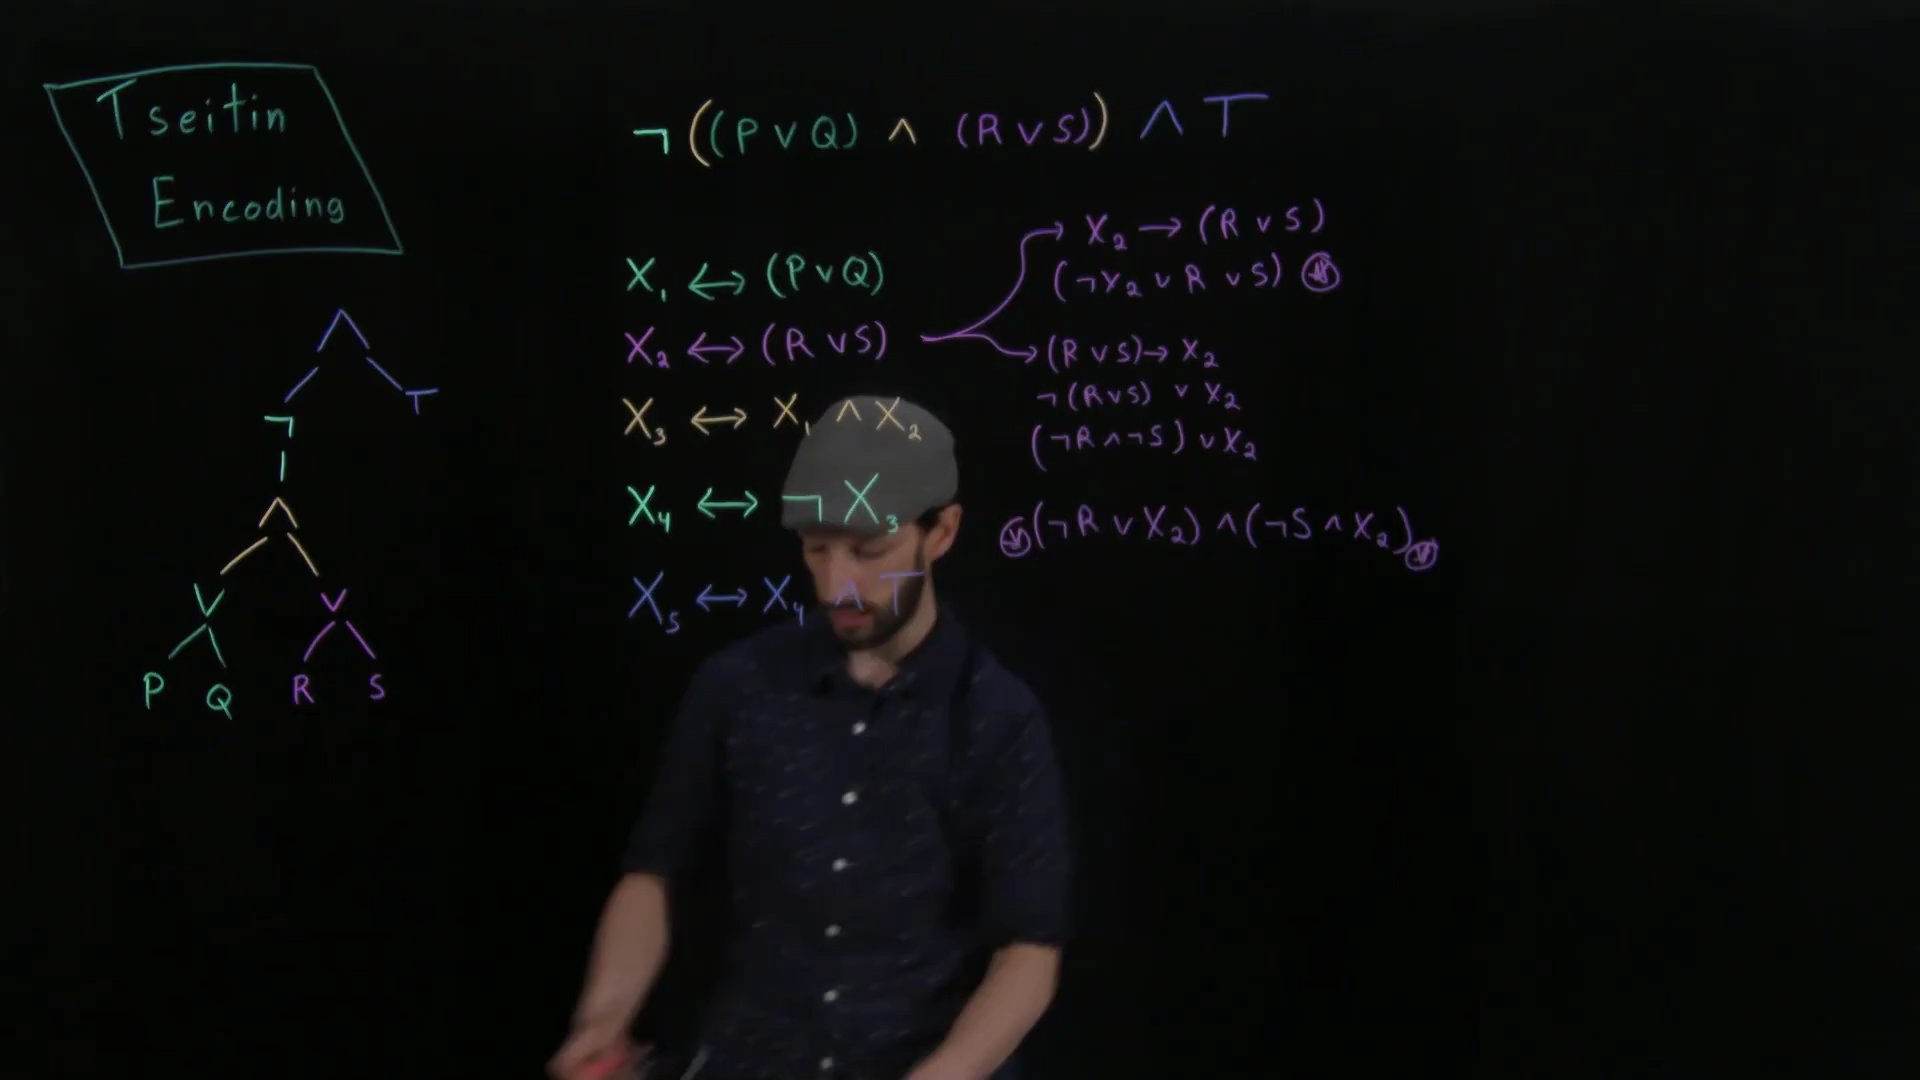 Tseitin
Encoding
¬((P∨Q) ∧ (R∨S)) ∧ T
X₁ ↔ (P∨Q)
X₂ ↔ (R∨S)
X₃ ↔ X₁ ∧ X₂
X₄ ↔ ¬X₃
X₅ ↔ X₄ ∧ T
X₂ → (R∨S)
(¬X₂ ∨ R ∨ S)
(R∨S) → X₂
¬(R∨S) ∨ X₂
(¬R∧¬S) ∨ X₂
(¬R∨X₂) ∧ (¬S∧X₂)
∧
¬ T
∧
∨ ∨
P Q R S